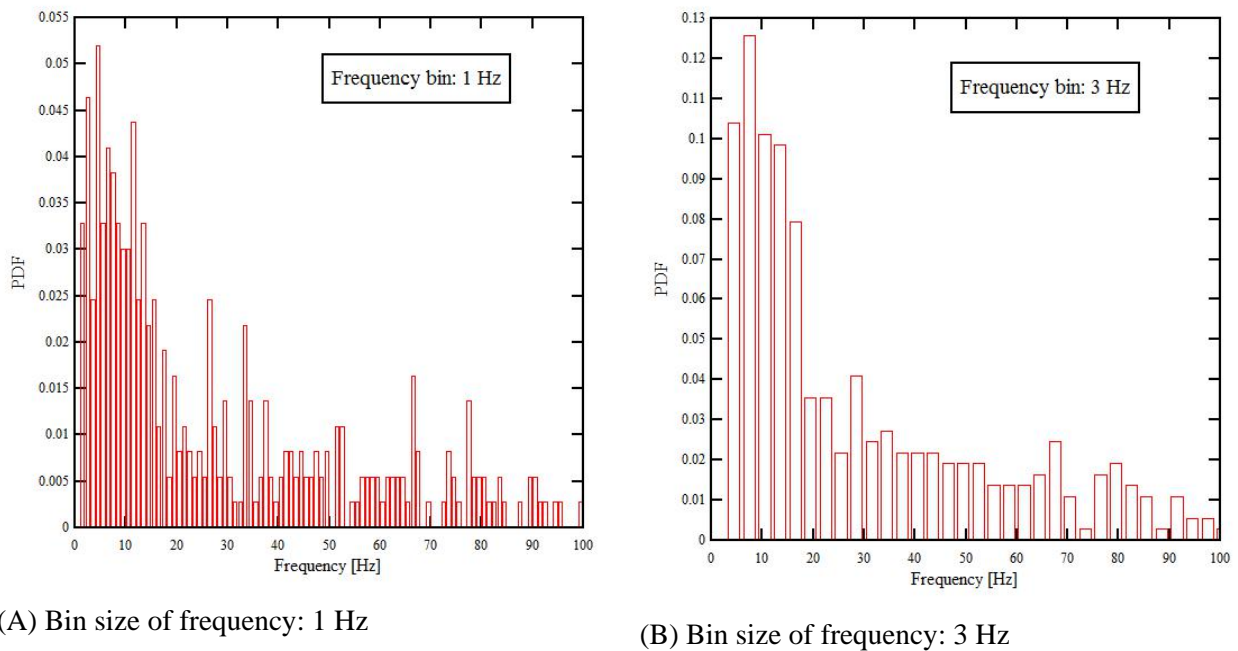 0.055
0.05
0.045
0.04
0.035
0.03
0.025
0.02
0.015
0.01
0.005
0
PDF
Frequency bin: 1 Hz
0 10 20 30 40 50 60 70 80 90 100
Frequency [Hz]
(A) Bin size of frequency: 1 Hz
0.13
0.12
0.11
0.1
0.09
0.08
0.07
0.06
0.05
0.04
0.03
0.02
0.01
0
PDF
Frequency bin: 3 Hz
0 10 20 30 40 50 60 70 80 90 100
Frequency [Hz]
(B) Bin size of frequency: 3 Hz